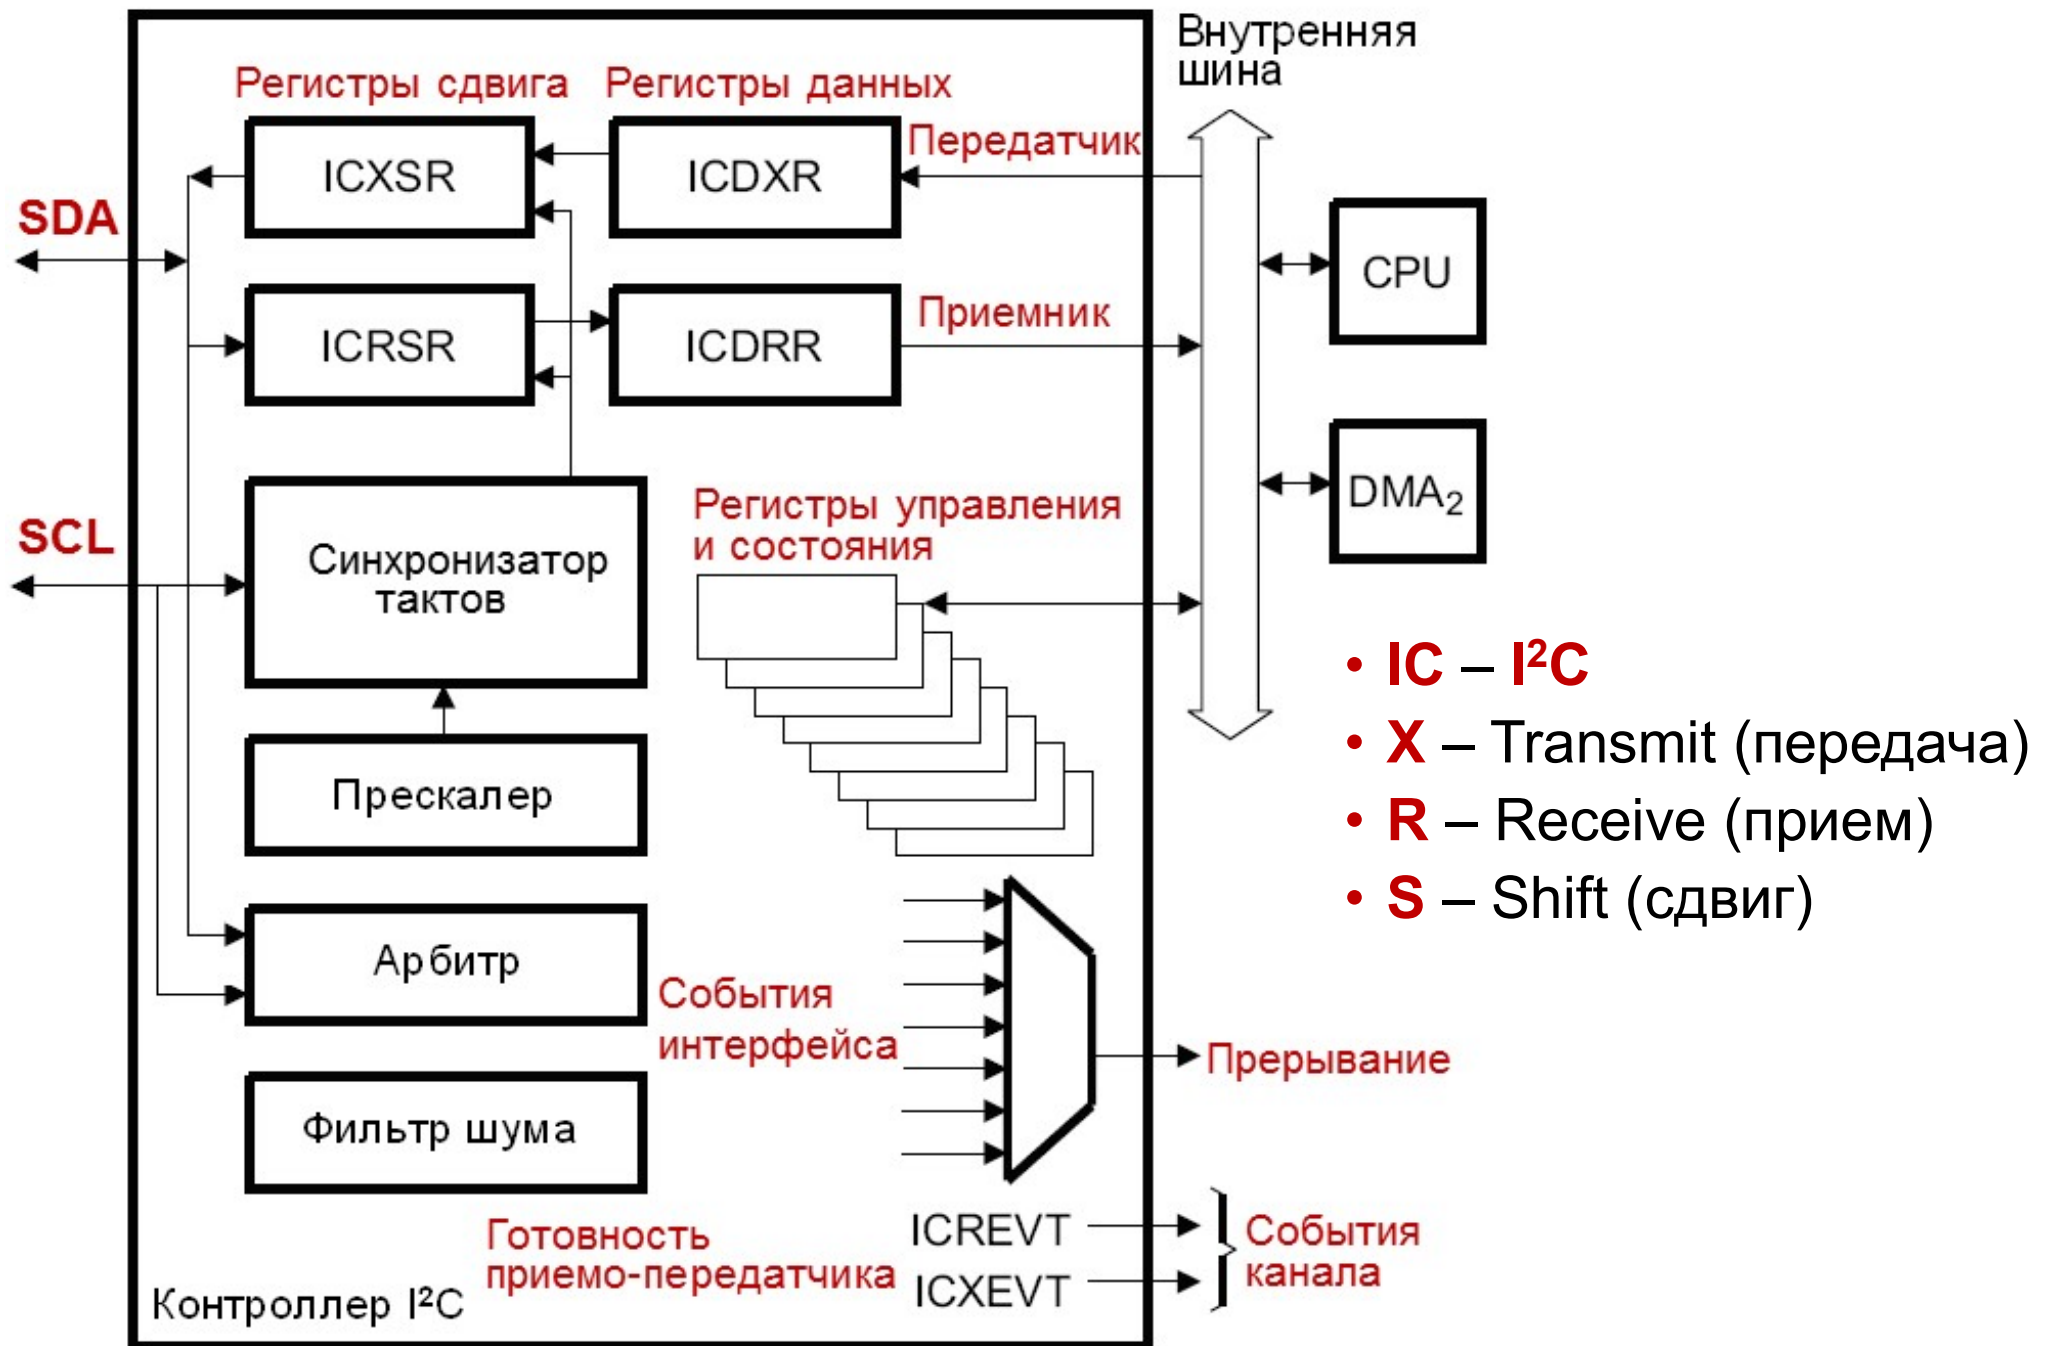 Внутренняя
шина
Регистры сдвига
Регистры данных
Передатчик
ICXSR
ICDXR
SDA
CPU
Приемник
ICRSR
ICDRR
DMA₂
Регистры управления
и состояния
SCL
Синхронизатор
тактов
• IC – I²C
• X – Transmit (передача)
• R – Receive (прием)
• S – Shift (сдвиг)
Прескалер
Арбитр
События
интерфейса
Прерывание
Фильтр шума
Готовность
приемо-передатчика
ICREVT
ICXEVT
События
канала
Контроллер I²C